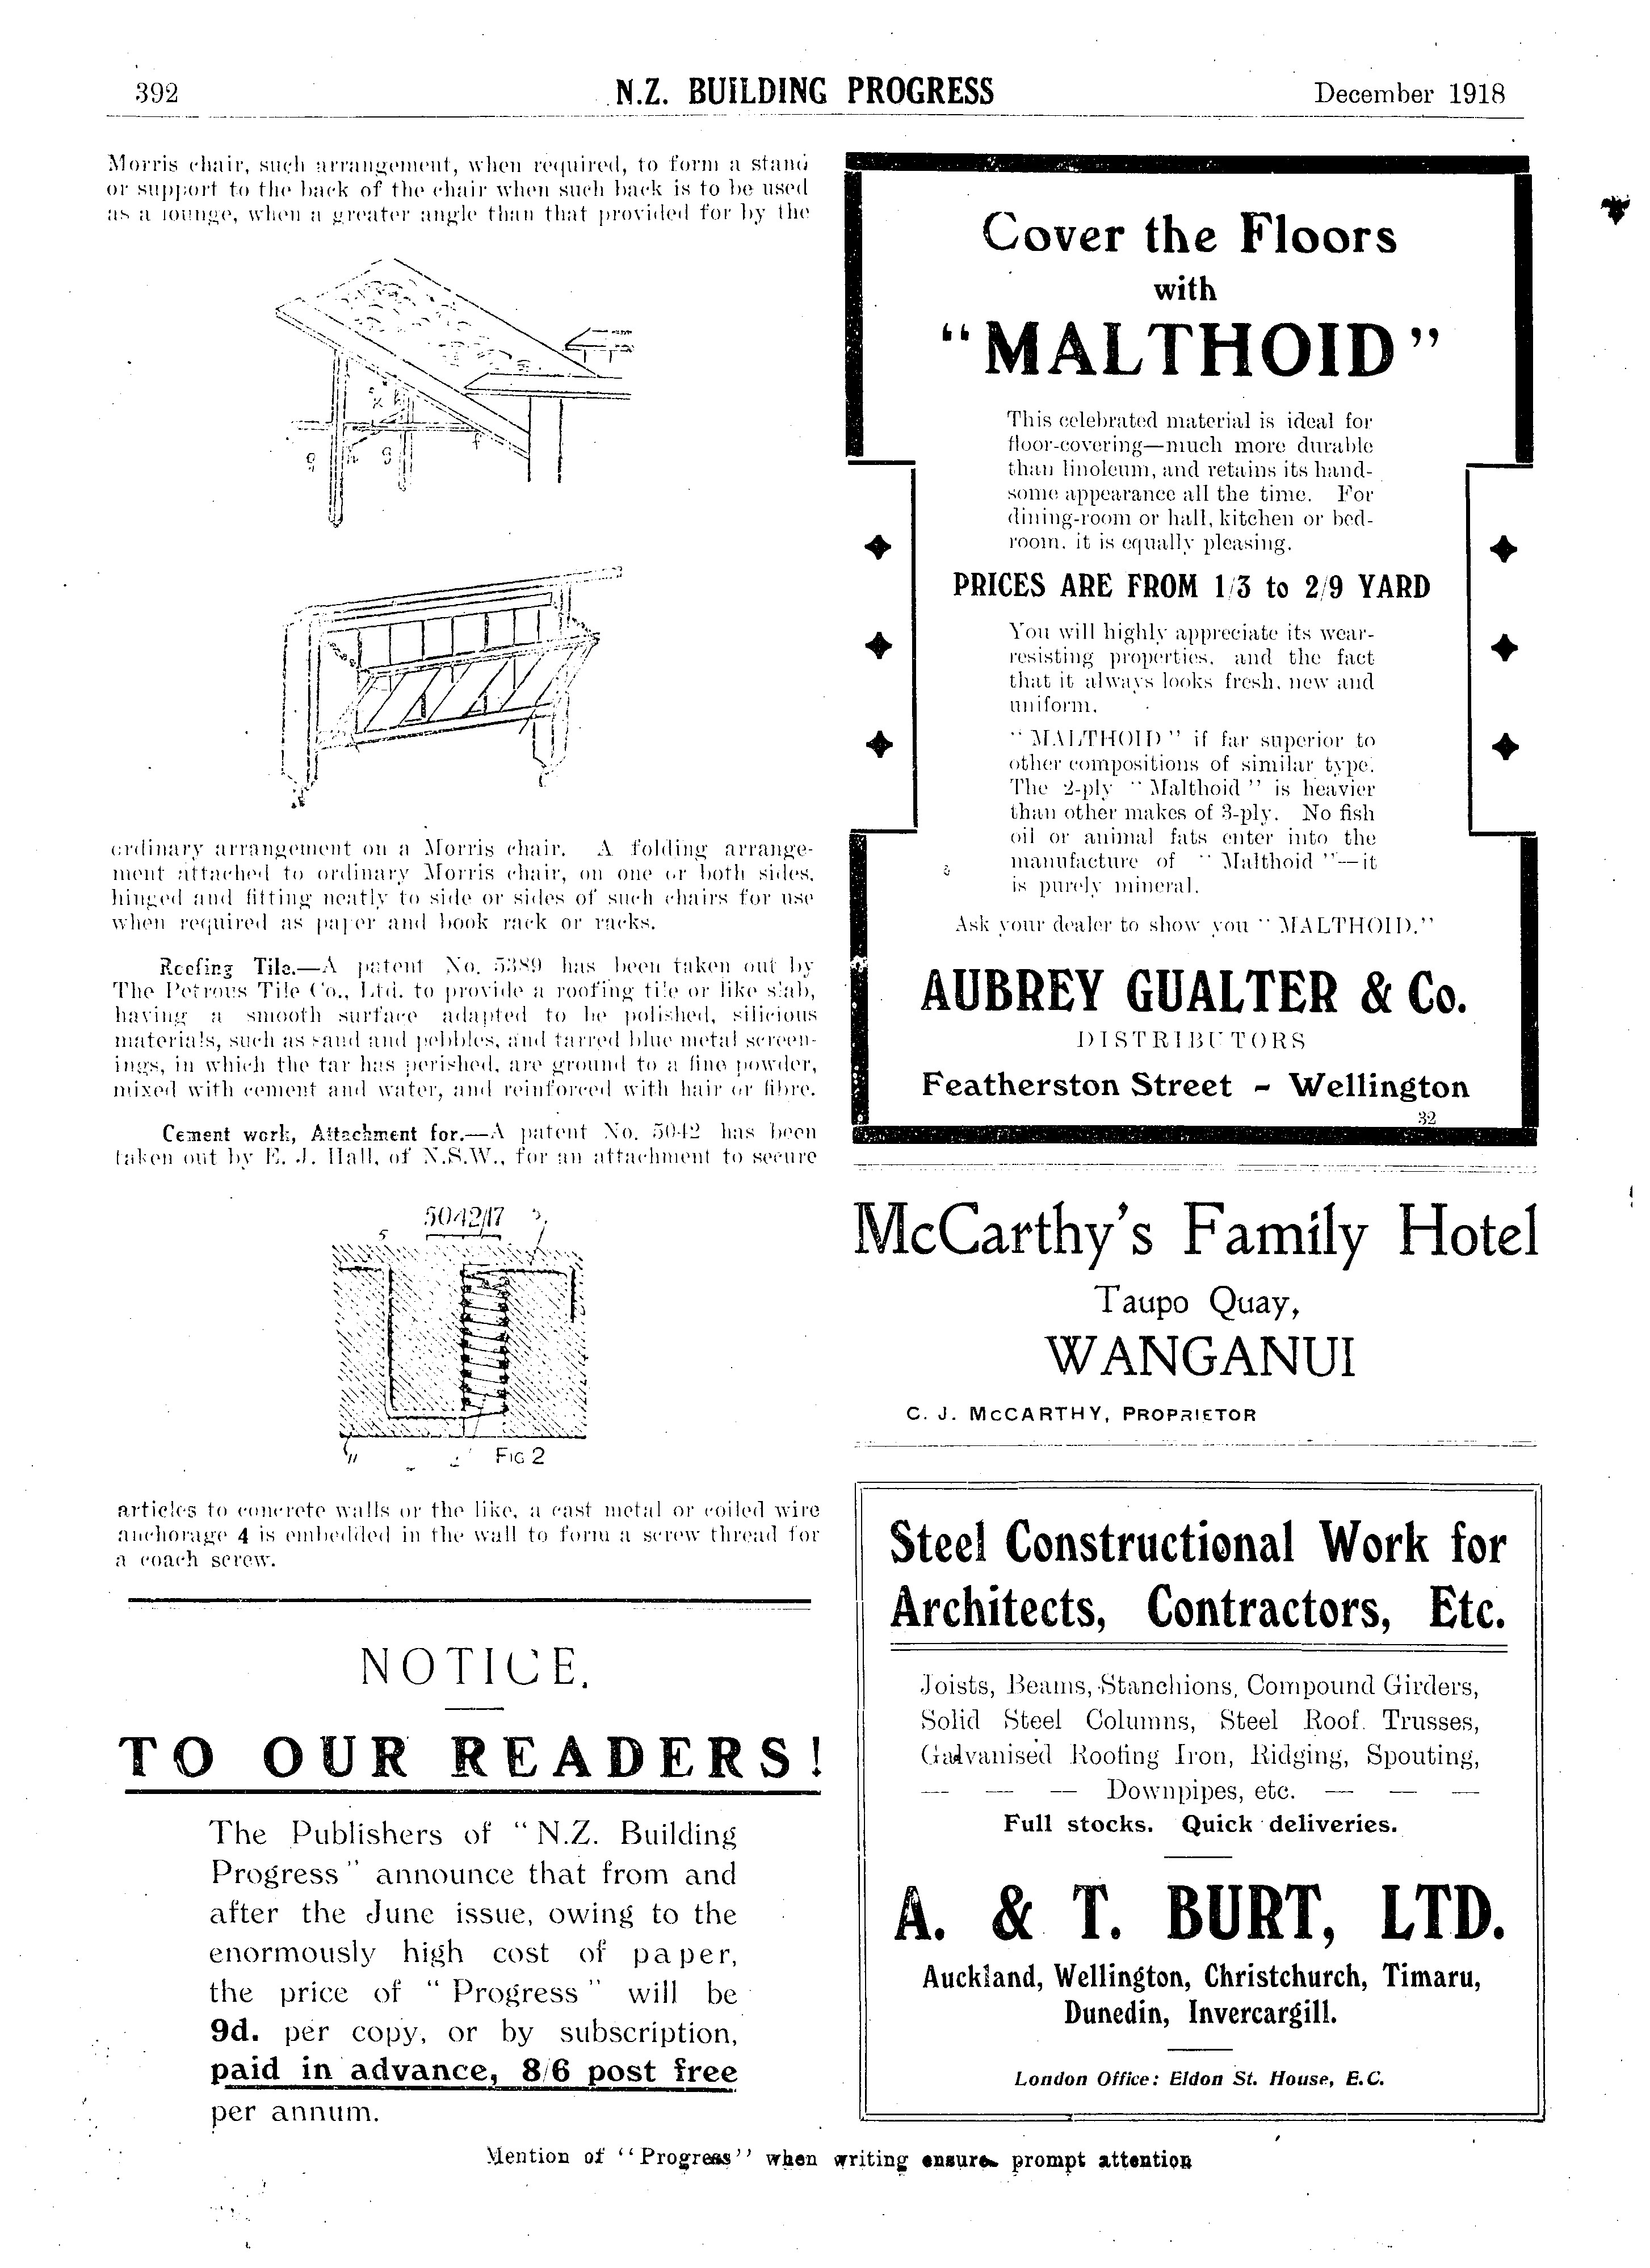 392
N.Z. BUILDING PROGRESS
December 1918
Morris chair, such arrangement, when required, to form a stand
or support to the back of the chair when such back is to be used
as a lounge, when a greater angle than that provided for by the
g
h
g
f
k
ordinary arrangement on a Morris chair. A folding arrange-
ment attached to ordinary Morris chair, on one or both sides,
hinged and fitting neatly to side or sides of such chairs for use
when required as paper and book rack or racks.
Roofing Tile.—A patent No. 5389 has been taken out by
The Petrous Tile Co., Ltd. to provide a roofing tile or like slab,
having a smooth surface adapted to be polished, silicious
materials, such as sand and pebbles, and tarred blue metal screen-
ings, in which the tar has perished, are ground to a fine powder,
mixed with cement and water, and reinforced with hair or fibre.
Cement work, Attachment for.—A patent No. 5042 has been
taken out by E. J. Hall, of N.S.W., for an attachment to secure
5042/17
5
11
FIG 2
articles to concrete walls or the like, a cast metal or coiled wire
anchorage 4 is embedded in the wall to form a screw thread for
a coach screw.
NOTICE.
TO OUR READERS!
The Publishers of "N.Z. Building
Progress" announce that from and
after the June issue, owing to the
enormously high cost of paper,
the price of "Progress" will be
9d. per copy, or by subscription,
paid in advance, 8/6 post free
per annum.
Cover the Floors
with
"MALTHOID"
This celebrated material is ideal for
floor-covering—much more durable
than linoleum, and retains its hand-
some appearance all the time. For
dining-room or hall, kitchen or bed-
room, it is equally pleasing.
PRICES ARE FROM 1/3 to 2/9 YARD
You will highly appreciate its wear-
resisting properties, and the fact
that it always looks fresh, new and
uniform.
"MALTHOID" if far superior to
other compositions of similar type.
The 2-ply "Malthoid" is heavier
than other makes of 3-ply. No fish
oil or animal fats enter into the
manufacture of "Malthoid"—it
is purely mineral.
Ask your dealer to show you "MALTHOID."
AUBREY GUALTER & Co.
DISTRIBUTORS
Featherston Street - Wellington
32
McCarthy's Family Hotel
Taupo Quay,
WANGANUI
C. J. McCARTHY, PROPRIETOR
Steel Constructional Work for
Architects, Contractors, Etc.
Joists, Beams, Stanchions, Compound Girders,
Solid Steel Columns, Steel Roof Trusses,
Galvanised Roofing Iron, Ridging, Spouting,
— — — Downpipes, etc. — — —
Full stocks. Quick deliveries.
A. & T. BURT, LTD.
Auckland, Wellington, Christchurch, Timaru,
Dunedin, Invercargill.
London Office: Eldon St. House, E.C.
Mention of "Progress" when writing ensures prompt attention